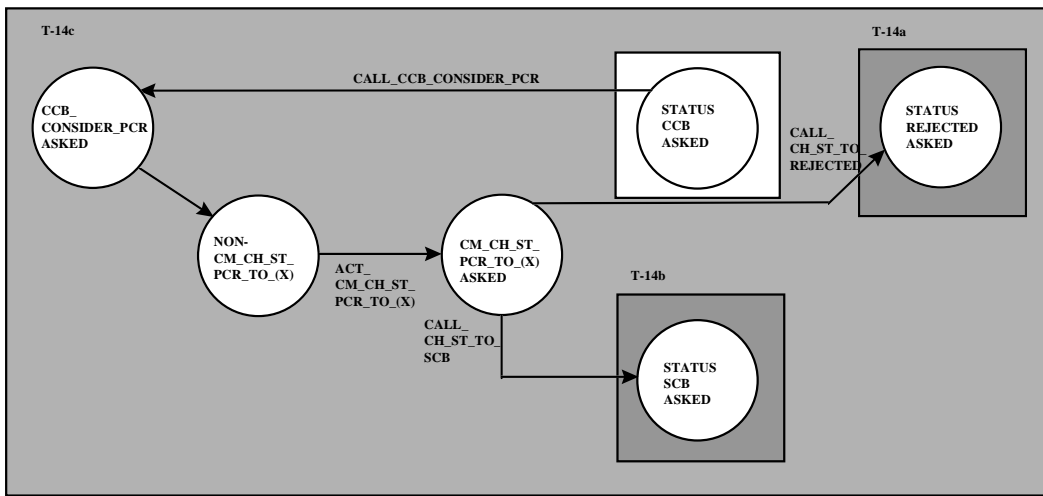 T-14c
T-14a
CALL_CCB_CONSIDER_PCR
CCB_
CONSIDER_PCR
ASKED
STATUS
CCB
ASKED
CALL_
CH_ST_TO_
REJECTED
STATUS
REJECTED
ASKED
NON-
CM_CH_ST_
PCR_TO_(X)
ACT_
CM_CH_ST_
PCR_TO_(X)
CM_CH_ST_
PCR_TO_(X)
ASKED
T-14b
CALL_
CH_ST_TO_
SCB
STATUS
SCB
ASKED